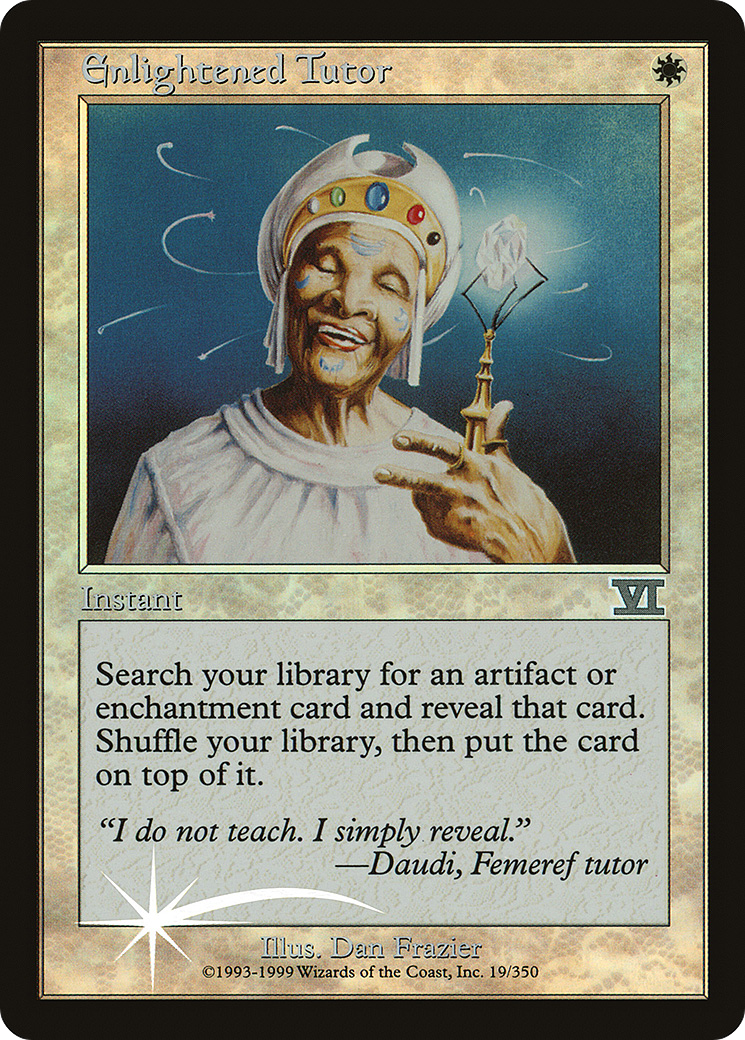 Enlightened Tutor
Instant
VI
Search your library for an artifact or
enchantment card and reveal that card.
Shuffle your library, then put the card
on top of it.
“I do not teach. I simply reveal.”
—Daudi, Femeref tutor
Illus. Dan Frazier
©1993-1999 Wizards of the Coast, Inc. 19/350